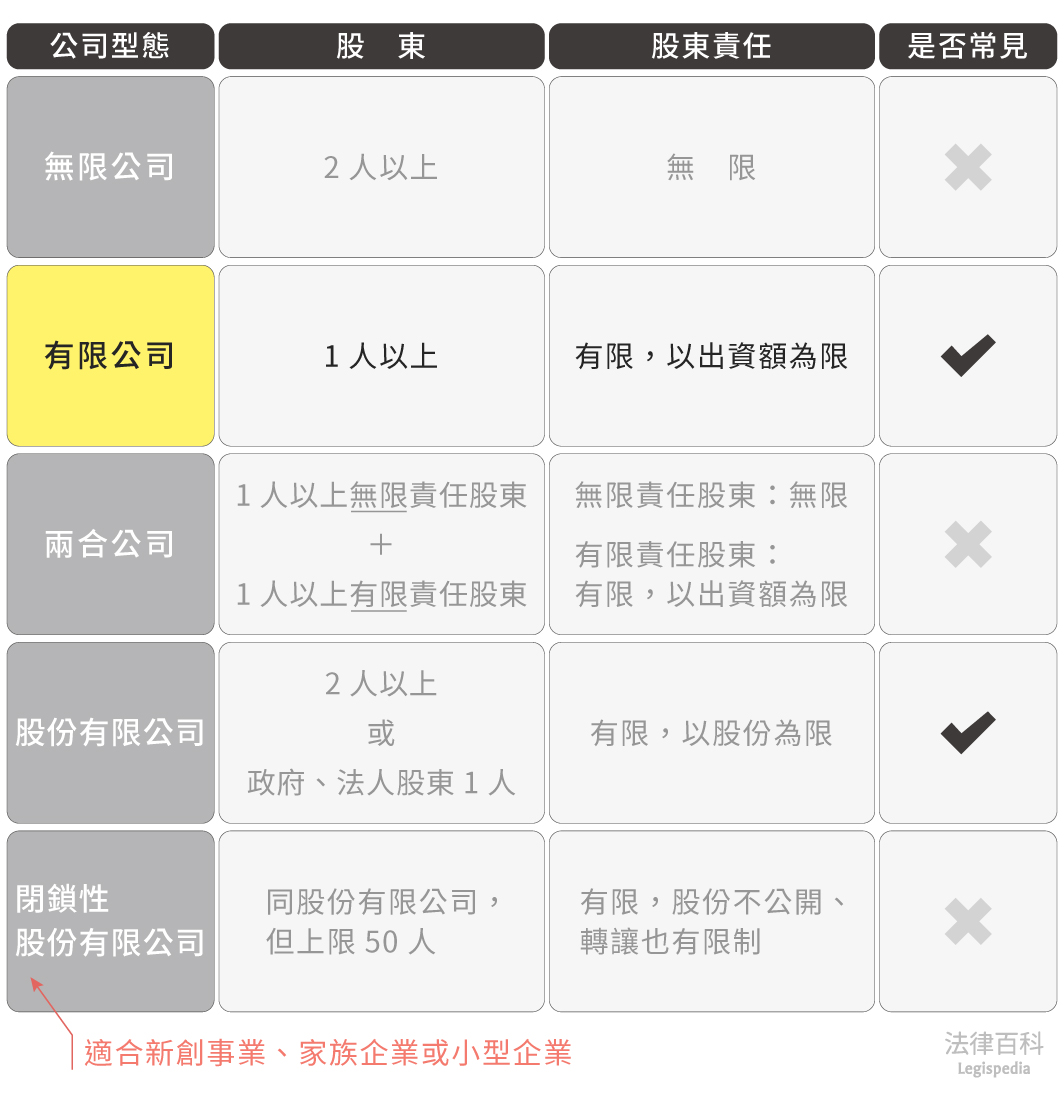 公司型態
股 東
股東責任
是否常見
無限公司
2 人以上
無 限
有限公司
1 人以上
有限，以出資額為限
兩合公司
1 人以上無限責任股東
＋
1 人以上有限責任股東
無限責任股東：無限
有限責任股東：
有限，以出資額為限
股份有限公司
2 人以上
或
政府、法人股東 1 人
有限，以股份為限
閉鎖性
股份有限公司
同股份有限公司，
但上限 50 人
有限，股份不公開、
轉讓也有限制
適合新創事業、家族企業或小型企業
法律百科
Legispedia